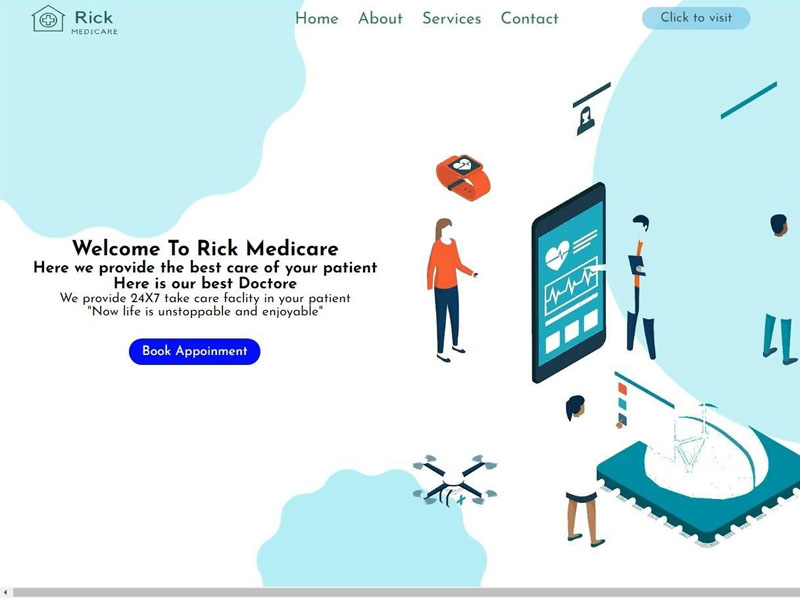 Rick
MEDICARE
Home About Services Contact
Click to visit
Welcome To Rick Medicare
Here we provide the best care of your patient
Here is our best Doctore
We provide 24X7 take care faclity in your patient
"Now life is unstoppable and enjoyable"
Book Appoinment